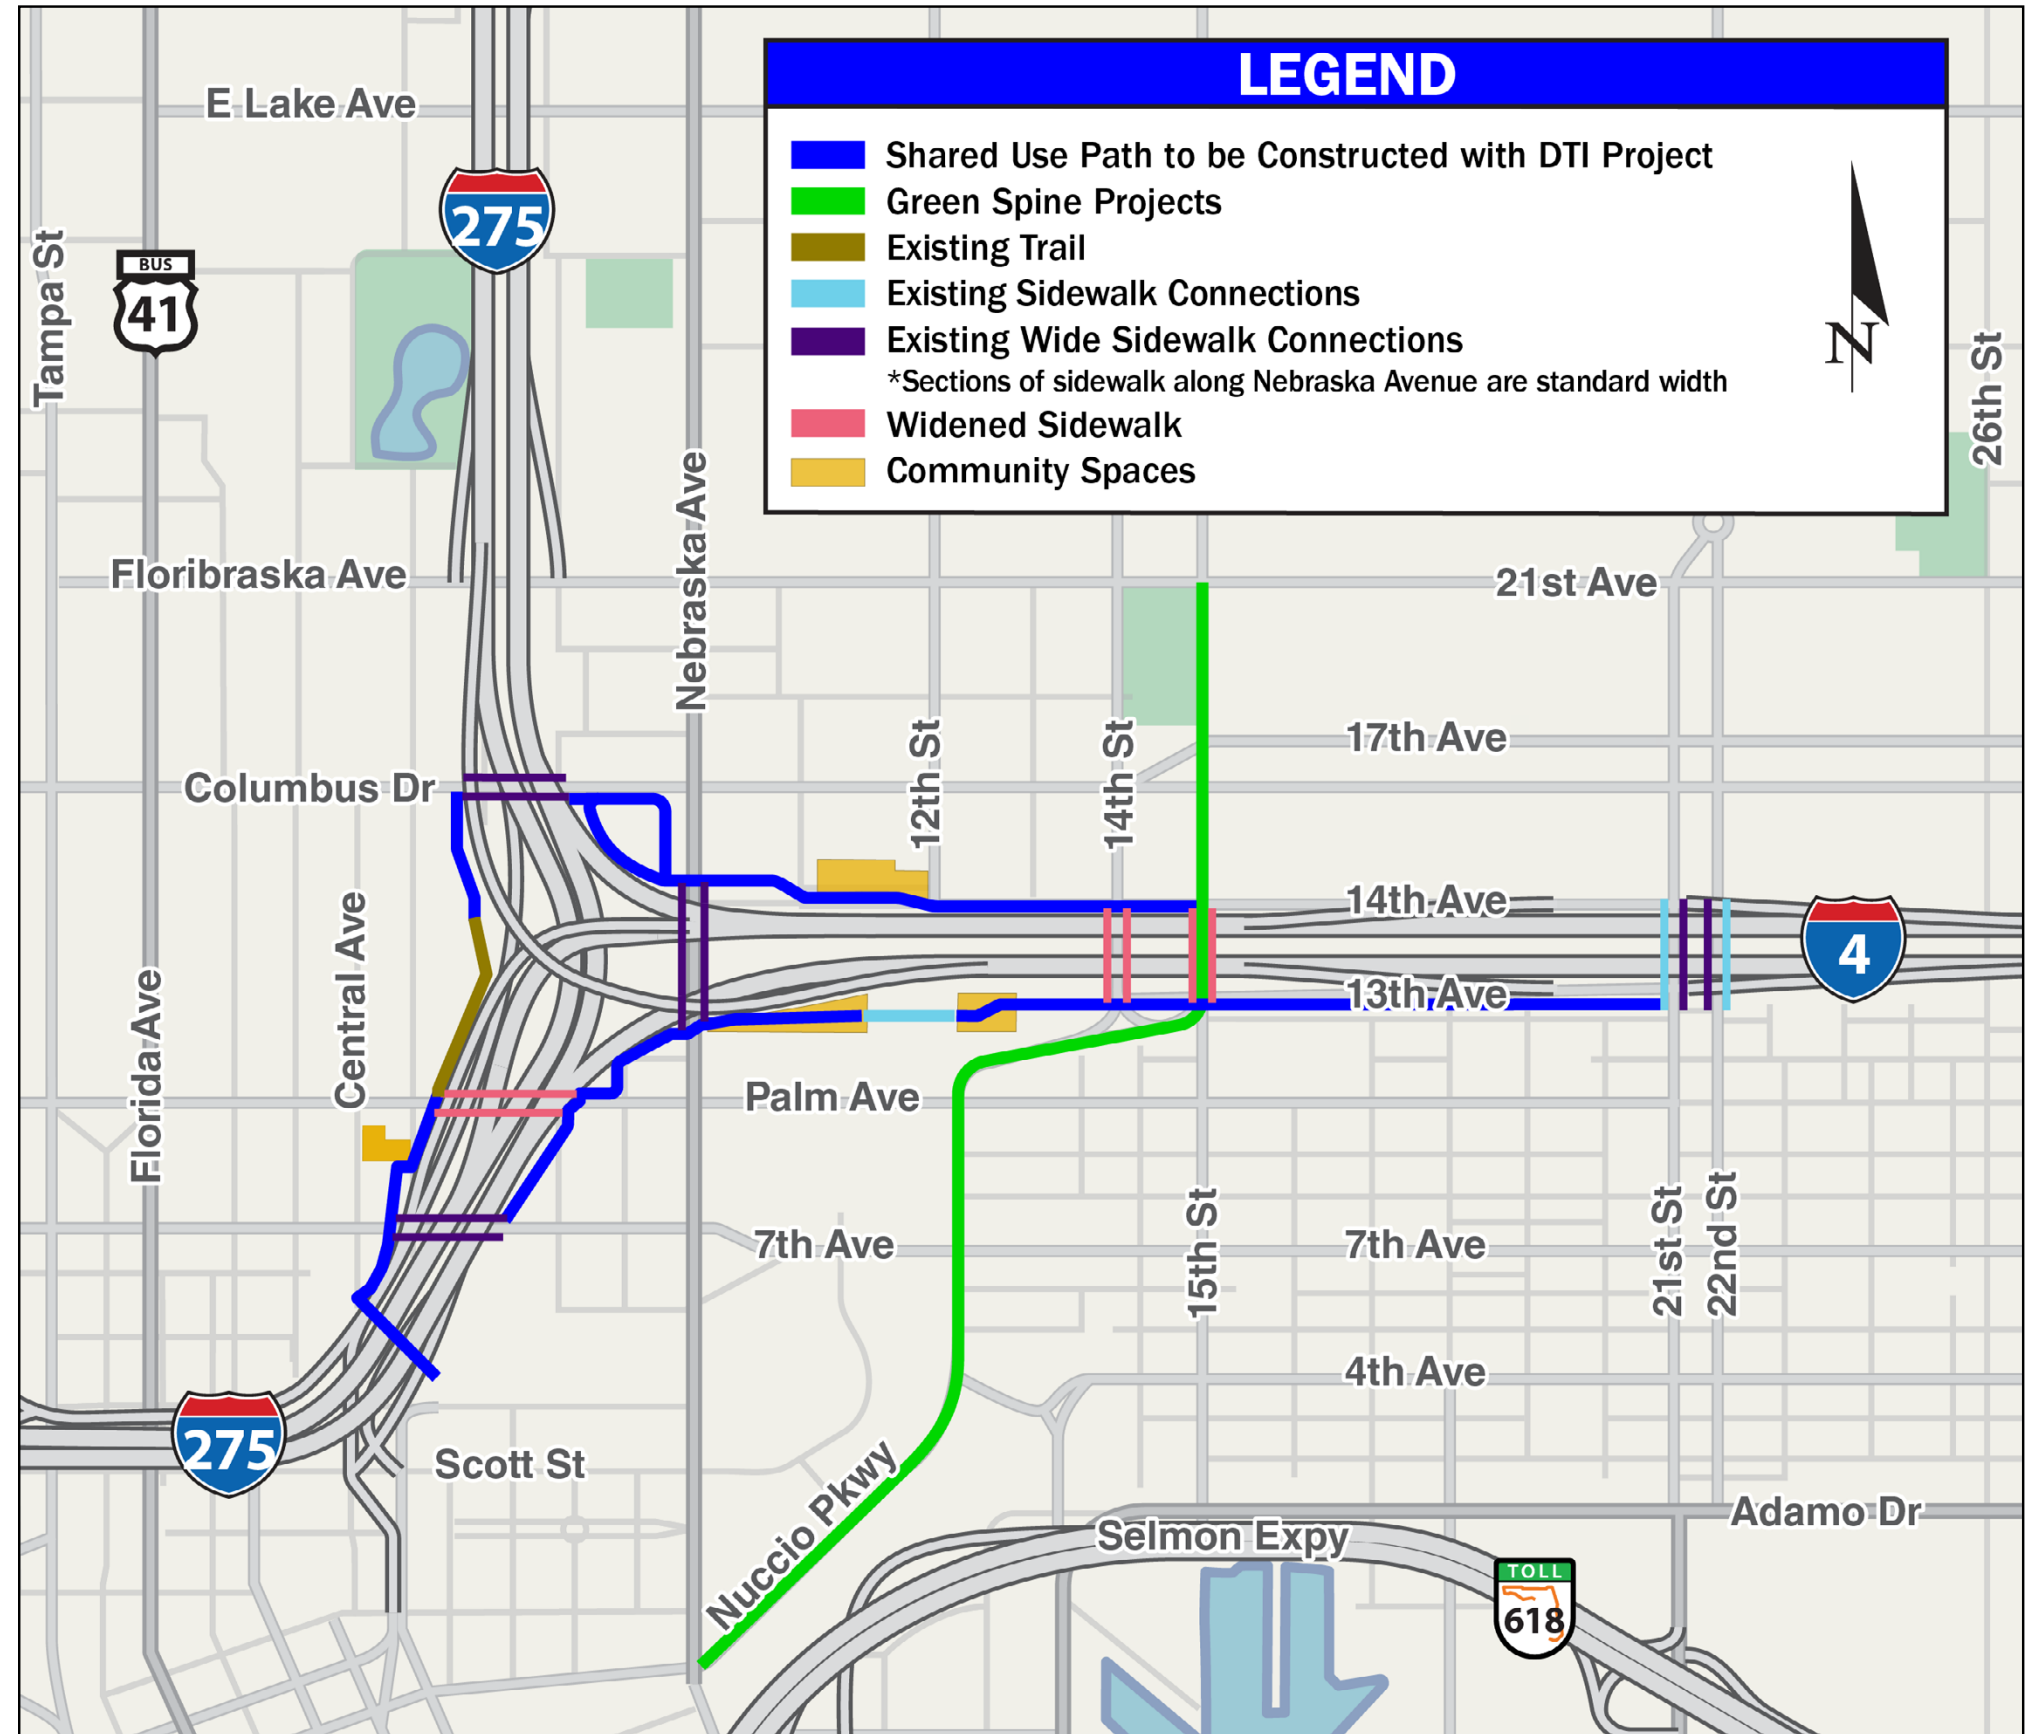 LEGEND
Shared Use Path to be Constructed with DTI Project
Green Spine Projects
Existing Trail
Existing Sidewalk Connections
Existing Wide Sidewalk Connections
*Sections of sidewalk along Nebraska Avenue are standard width
Widened Sidewalk
Community Spaces
N
E Lake Ave
275
Tampa St
BUS
41
26th St
Nebraska Ave
Floribraska Ave
21st Ave
17th Ave
Columbus Dr
12th St
14th St
14th Ave
4
13th Ave
Central Ave
Florida Ave
Palm Ave
7th Ave
7th Ave
15th St
21st St
22nd St
4th Ave
275
Scott St
Nuccio Pkwy
Adamo Dr
Selmon Expy
TOLL
618